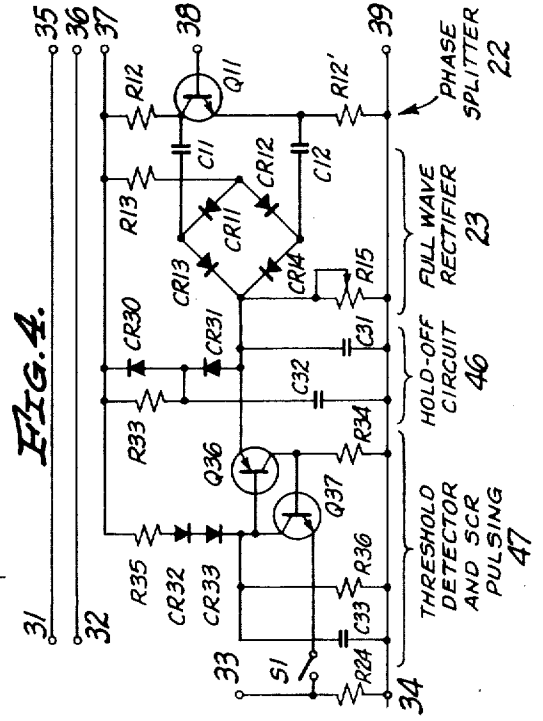 FIG. 4.
31
35
32
36
37
R35
CR32
CR33
R33
CR30
CR31
R13
R12
38
Q11
C11
CR13
CR11
CR12
CR14
C12
R12'
Q36
Q37
33
S1
R24
C33
R36
R34
C32
C31
R15
34
39
THRESHOLD
DETECTOR
AND SCR
PULSING
47
HOLD-OFF
CIRCUIT
46
FULL WAVE
RECTIFIER
23
PHASE
SPLITTER
22